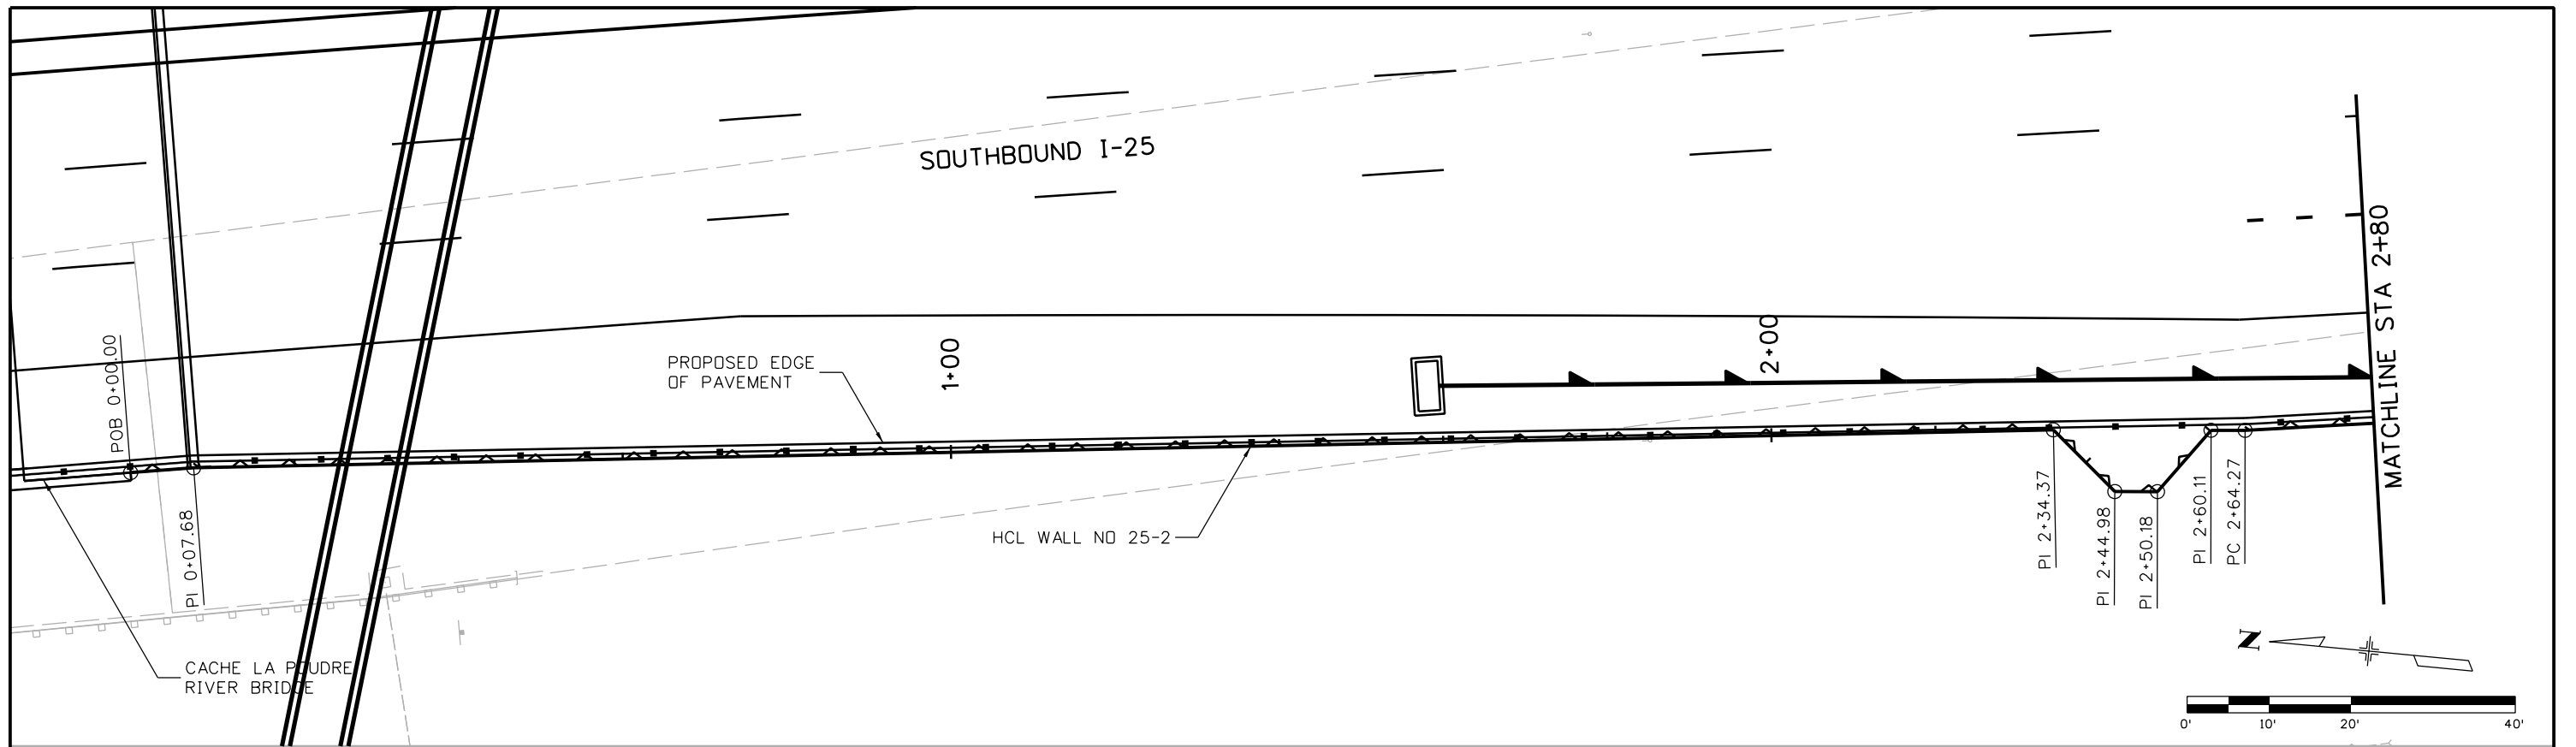 SOUTHBOUND I-25
MATCHLINE STA 2+80
POB 0+00.00
PI 0+07.68
PROPOSED EDGE
OF PAVEMENT
1+00
2+00
HCL WALL NO 25-2
PI 2+34.37
PI 2+44.98
PI 2+50.18
PI 2+60.11
PC 2+64.27
CACHE LA POUDRE
RIVER BRIDGE
N
0' 10' 20' 40'